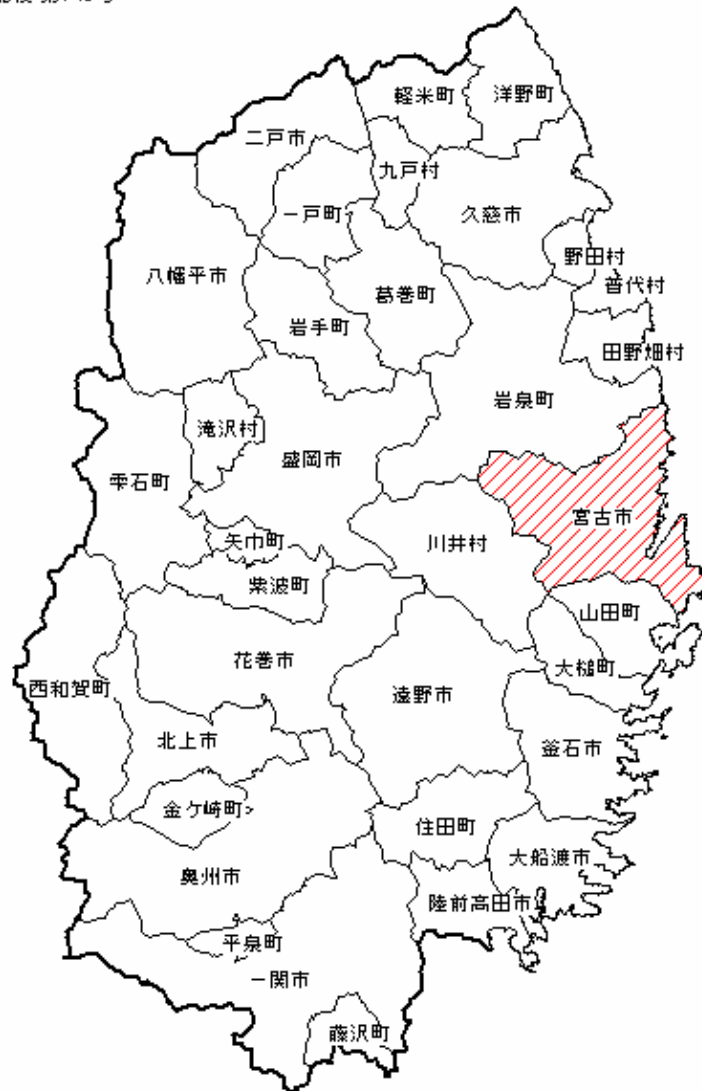 洋野町
軽米町
二戸市
九戸村
一戸町
久慈市
野田村
八幡平市
普代村
葛巻町
岩手町
田野畑村
岩泉町
滝沢村
盛岡市
雫石町
宮古市
矢巾町
川井村
紫波町
山田町
花巻市
大槌町
西和賀町
遠野市
北上市
釜石市
金ケ崎町
住田町
大船渡市
奥州市
陸前高田市
平泉町
一関市
藤沢町